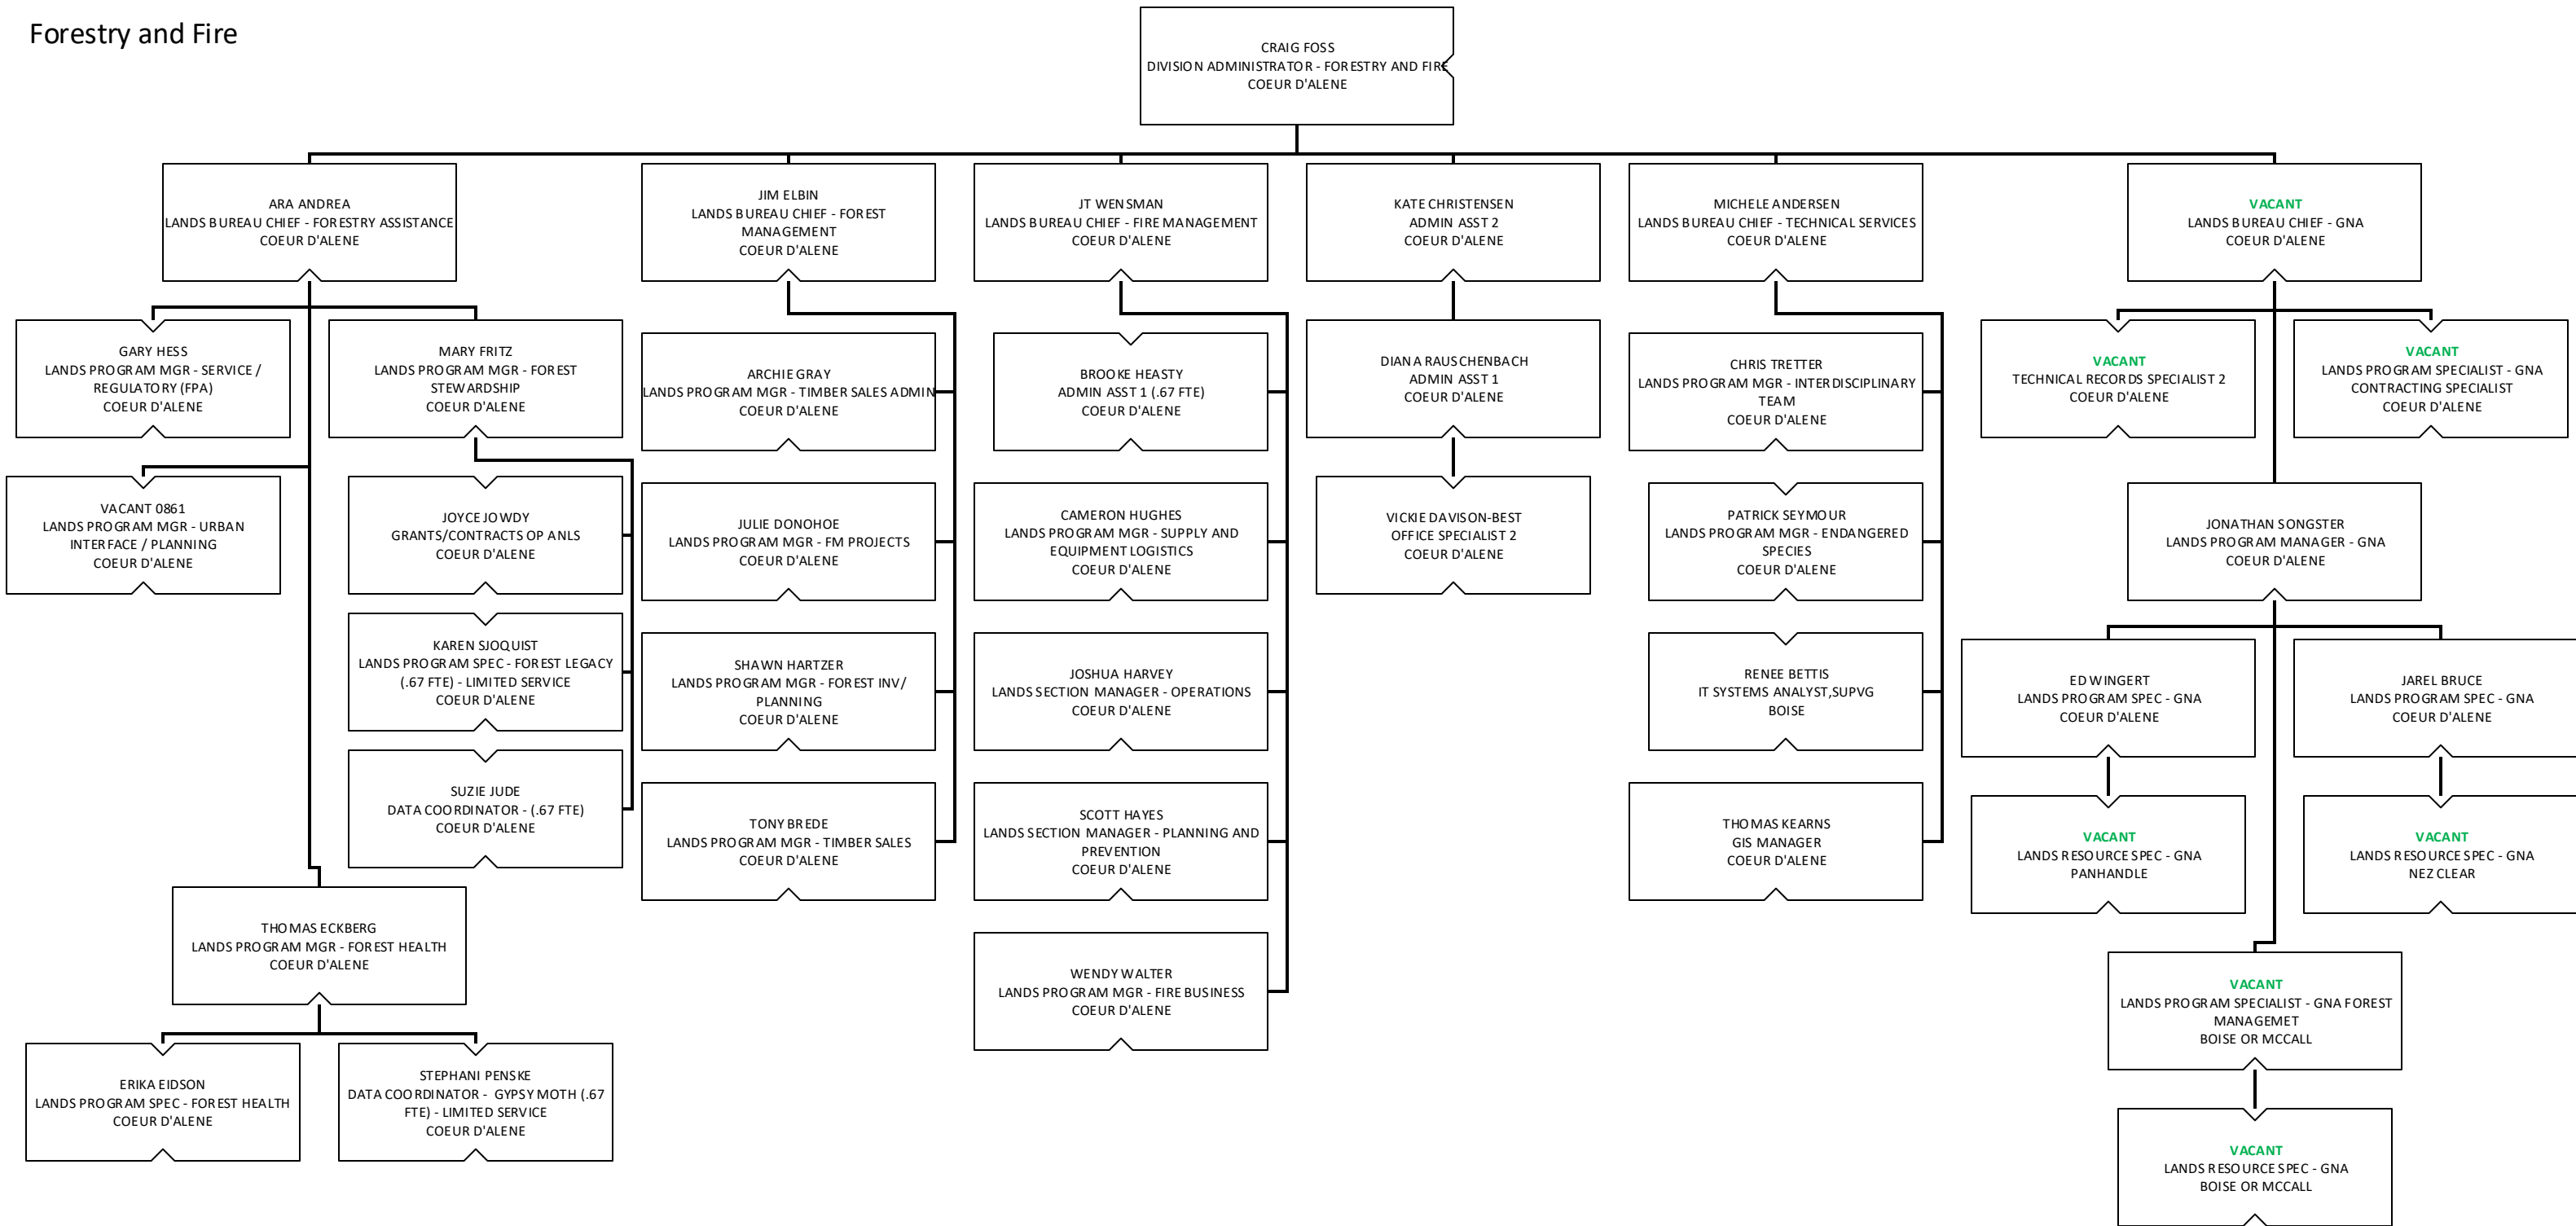 Forestry and Fire
CRAIG FOSS
DIVISION ADMINISTRATOR - FORESTRY AND FIRE
COEUR D'ALENE
ARA ANDREA
LANDS BUREAU CHIEF - FORESTRY ASSISTANCE
COEUR D'ALENE
JIM ELBIN
LANDS BUREAU CHIEF - FOREST
MANAGEMENT
COEUR D'ALENE
JT WENSMAN
LANDS BUREAU CHIEF - FIRE MANAGEMENT
COEUR D'ALENE
KATE CHRISTENSEN
ADMIN ASST 2
COEUR D'ALENE
MICHELE ANDERSEN
LANDS BUREAU CHIEF - TECHNICAL SERVICES
COEUR D'ALENE
VACANT
LANDS BUREAU CHIEF - GNA
COEUR D'ALENE
GARY HESS
LANDS PROGRAM MGR - SERVICE /
REGULATORY (FPA)
COEUR D'ALENE
MARY FRITZ
LANDS PROGRAM MGR - FOREST
STEWARDSHIP
COEUR D'ALENE
ARCHIE GRAY
LANDS PROGRAM MGR - TIMBER SALES ADMIN
COEUR D'ALENE
BROOKE HEASTY
ADMIN ASST 1 (.67 FTE)
COEUR D'ALENE
DIANA RAUSCHENBACH
ADMIN ASST 1
COEUR D'ALENE
CHRIS TRETTER
LANDS PROGRAM MGR - INTERDISCIPLINARY
TEAM
COEUR D'ALENE
VACANT
TECHNICAL RECORDS SPECIALIST 2
COEUR D'ALENE
VACANT
LANDS PROGRAM SPECIALIST - GNA
CONTRACTING SPECIALIST
COEUR D'ALENE
VACANT 0861
LANDS PROGRAM MGR - URBAN
INTERFACE / PLANNING
COEUR D'ALENE
JOYCE JOWDY
GRANTS/CONTRACTS OP ANLS
COEUR D'ALENE
JULIE DONOHOE
LANDS PROGRAM MGR - FM PROJECTS
COEUR D'ALENE
CAMERON HUGHES
LANDS PROGRAM MGR - SUPPLY AND
EQUIPMENT LOGISTICS
COEUR D'ALENE
VICKIE DAVISON-BEST
OFFICE SPECIALIST 2
COEUR D'ALENE
PATRICK SEYMOUR
LANDS PROGRAM MGR - ENDANGERED
SPECIES
COEUR D'ALENE
JONATHAN SONGSTER
LANDS PROGRAM MANAGER - GNA
COEUR D'ALENE
KAREN SJOQUIST
LANDS PROGRAM SPEC - FOREST LEGACY
(.67 FTE) - LIMITED SERVICE
COEUR D'ALENE
SHAWN HARTZER
LANDS PROGRAM MGR - FOREST INV/
PLANNING
COEUR D'ALENE
JOSHUA HARVEY
LANDS SECTION MANAGER - OPERATIONS
COEUR D'ALENE
RENEE BETTIS
IT SYSTEMS ANALYST,SUPVG
BOISE
ED WINGERT
LANDS PROGRAM SPEC - GNA
COEUR D'ALENE
JAREL BRUCE
LANDS PROGRAM SPEC - GNA
COEUR D'ALENE
SUZIE JUDE
DATA COORDINATOR - (.67 FTE)
COEUR D'ALENE
TONY BREDE
LANDS PROGRAM MGR - TIMBER SALES
COEUR D'ALENE
SCOTT HAYES
LANDS SECTION MANAGER - PLANNING AND
PREVENTION
COEUR D'ALENE
THOMAS KEARNS
GIS MANAGER
COEUR D'ALENE
VACANT
LANDS RESOURCE SPEC - GNA
PANHANDLE
VACANT
LANDS RESOURCE SPEC - GNA
NEZ CLEAR
THOMAS ECKBERG
LANDS PROGRAM MGR - FOREST HEALTH
COEUR D'ALENE
WENDY WALTER
LANDS PROGRAM MGR - FIRE BUSINESS
COEUR D'ALENE
VACANT
LANDS PROGRAM SPECIALIST - GNA FOREST
MANAGEMET
BOISE OR MCCALL
ERIKA EIDSON
LANDS PROGRAM SPEC - FOREST HEALTH
COEUR D'ALENE
STEPHANI PENSKE
DATA COORDINATOR - GYPSY MOTH (.67
FTE) - LIMITED SERVICE
COEUR D'ALENE
VACANT
LANDS RESOURCE SPEC - GNA
BOISE OR MCCALL